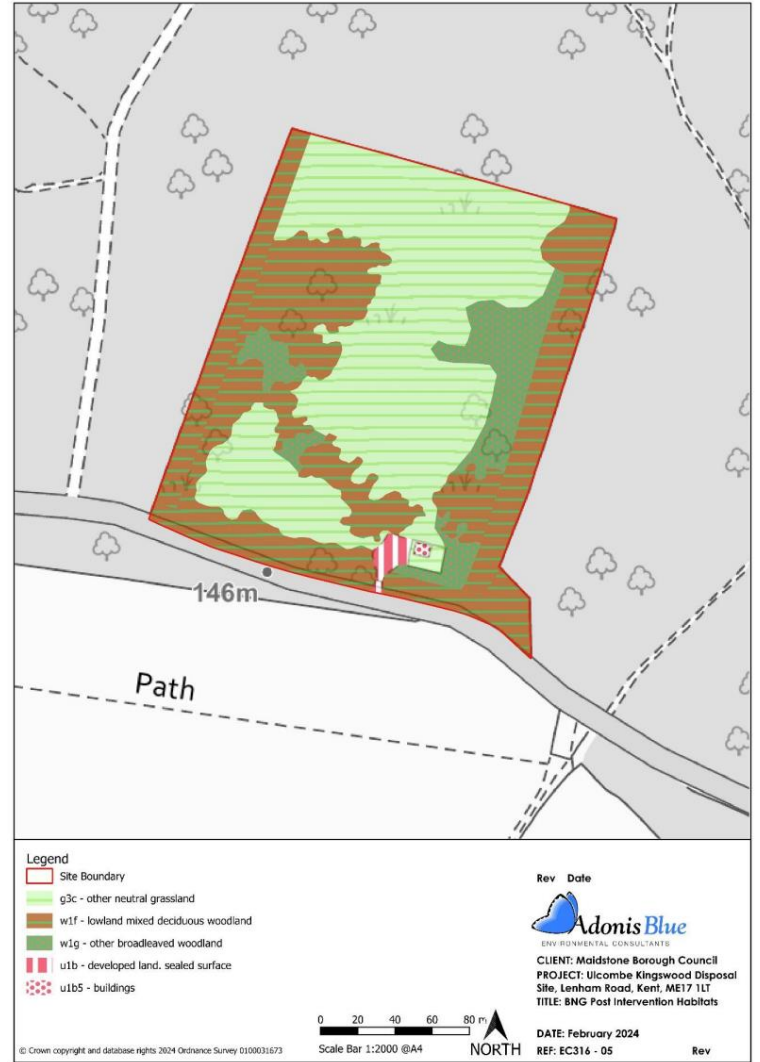 146m
Path
Legend
Site Boundary
g3c - other neutral grassland
w1f - lowland mixed deciduous woodland
w1g - other broadleaved woodland
u1b - developed land. sealed surface
u1b5 - buildings
© Crown copyright and database rights 2024 Ordnance Survey 0100031673
0 20 40 60 80 m
Scale Bar 1:2000 @A4
NORTH
Rev Date
Adonis Blue
ENVIRONMENTAL CONSULTANTS
CLIENT: Maidstone Borough Council
PROJECT: Ulcombe Kingswood Disposal
Site, Lenham Road, Kent, ME17 1LT
TITLE: BNG Post Intervention Habitats
DATE: February 2024
REF: EC316 - 05 Rev